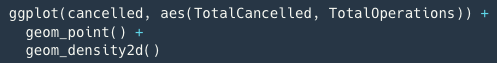 ggplot(cancelled, aes(TotalCancelled, TotalOperations)) +
  geom_point() +
  geom_density2d()